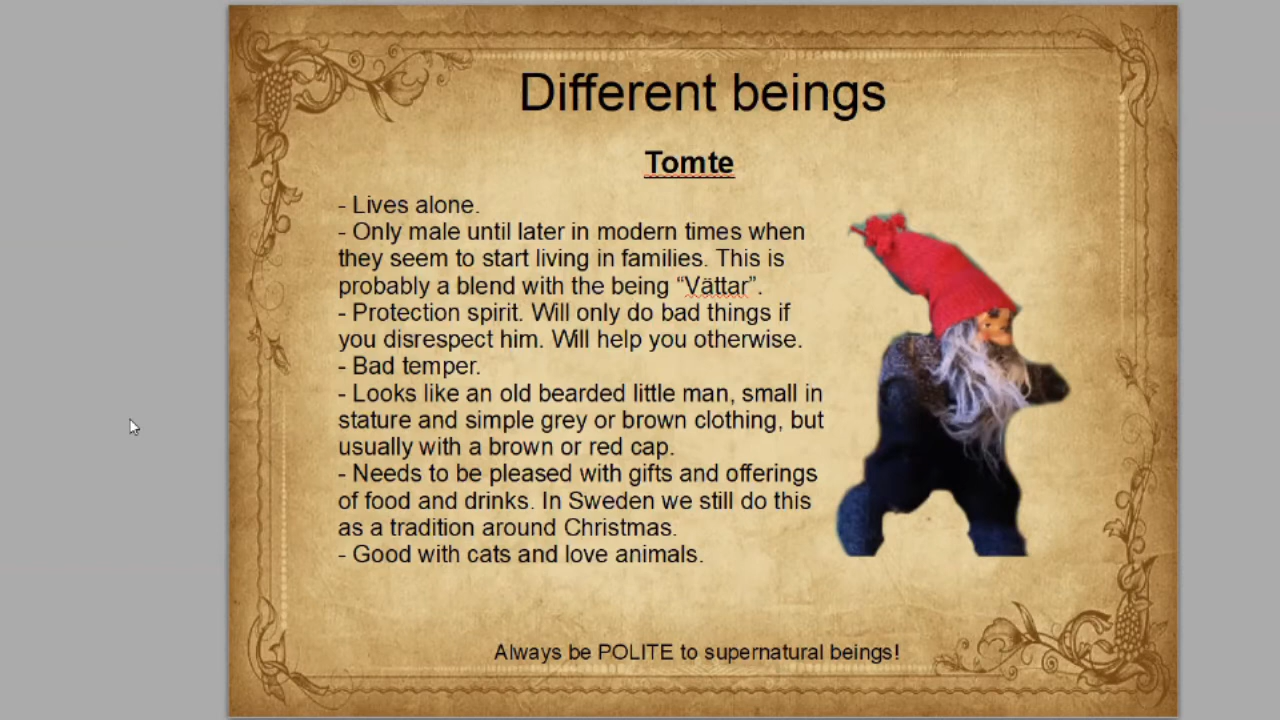 Different beings
Tomte
- Lives alone.
- Only male until later in modern times when
they seem to start living in families. This is
probably a blend with the being “Vättar”.
- Protection spirit. Will only do bad things if
you disrespect him. Will help you otherwise.
- Bad temper.
- Looks like an old bearded little man, small in
stature and simple grey or brown clothing, but
usually with a brown or red cap.
- Needs to be pleased with gifts and offerings
of food and drinks. In Sweden we still do this
as a tradition around Christmas.
- Good with cats and love animals.
Always be POLITE to supernatural beings!